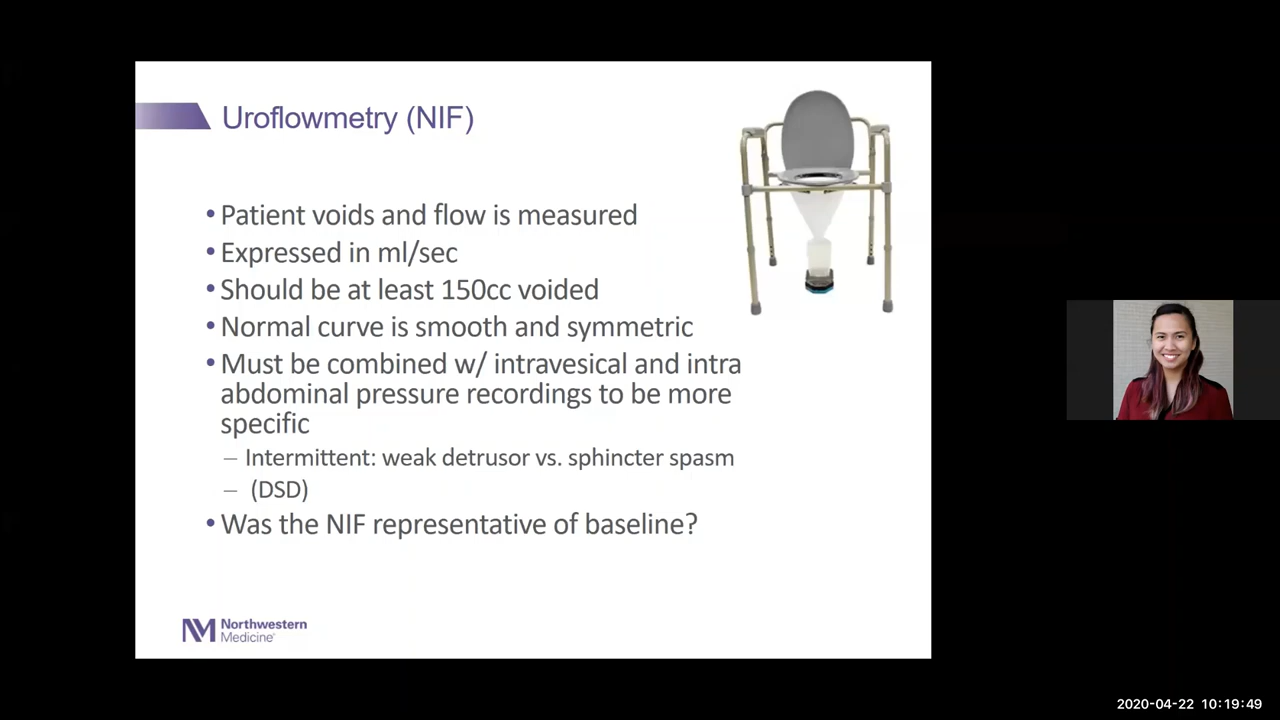 Uroflowmetry (NIF)
• Patient voids and flow is measured
• Expressed in ml/sec
• Should be at least 150cc voided
• Normal curve is smooth and symmetric
• Must be combined w/ intravesical and intra
abdominal pressure recordings to be more
specific
– Intermittent: weak detrusor vs. sphincter spasm
– (DSD)
• Was the NIF representative of baseline?
NM Northwestern
Medicine®
2020-04-22 10:19:49